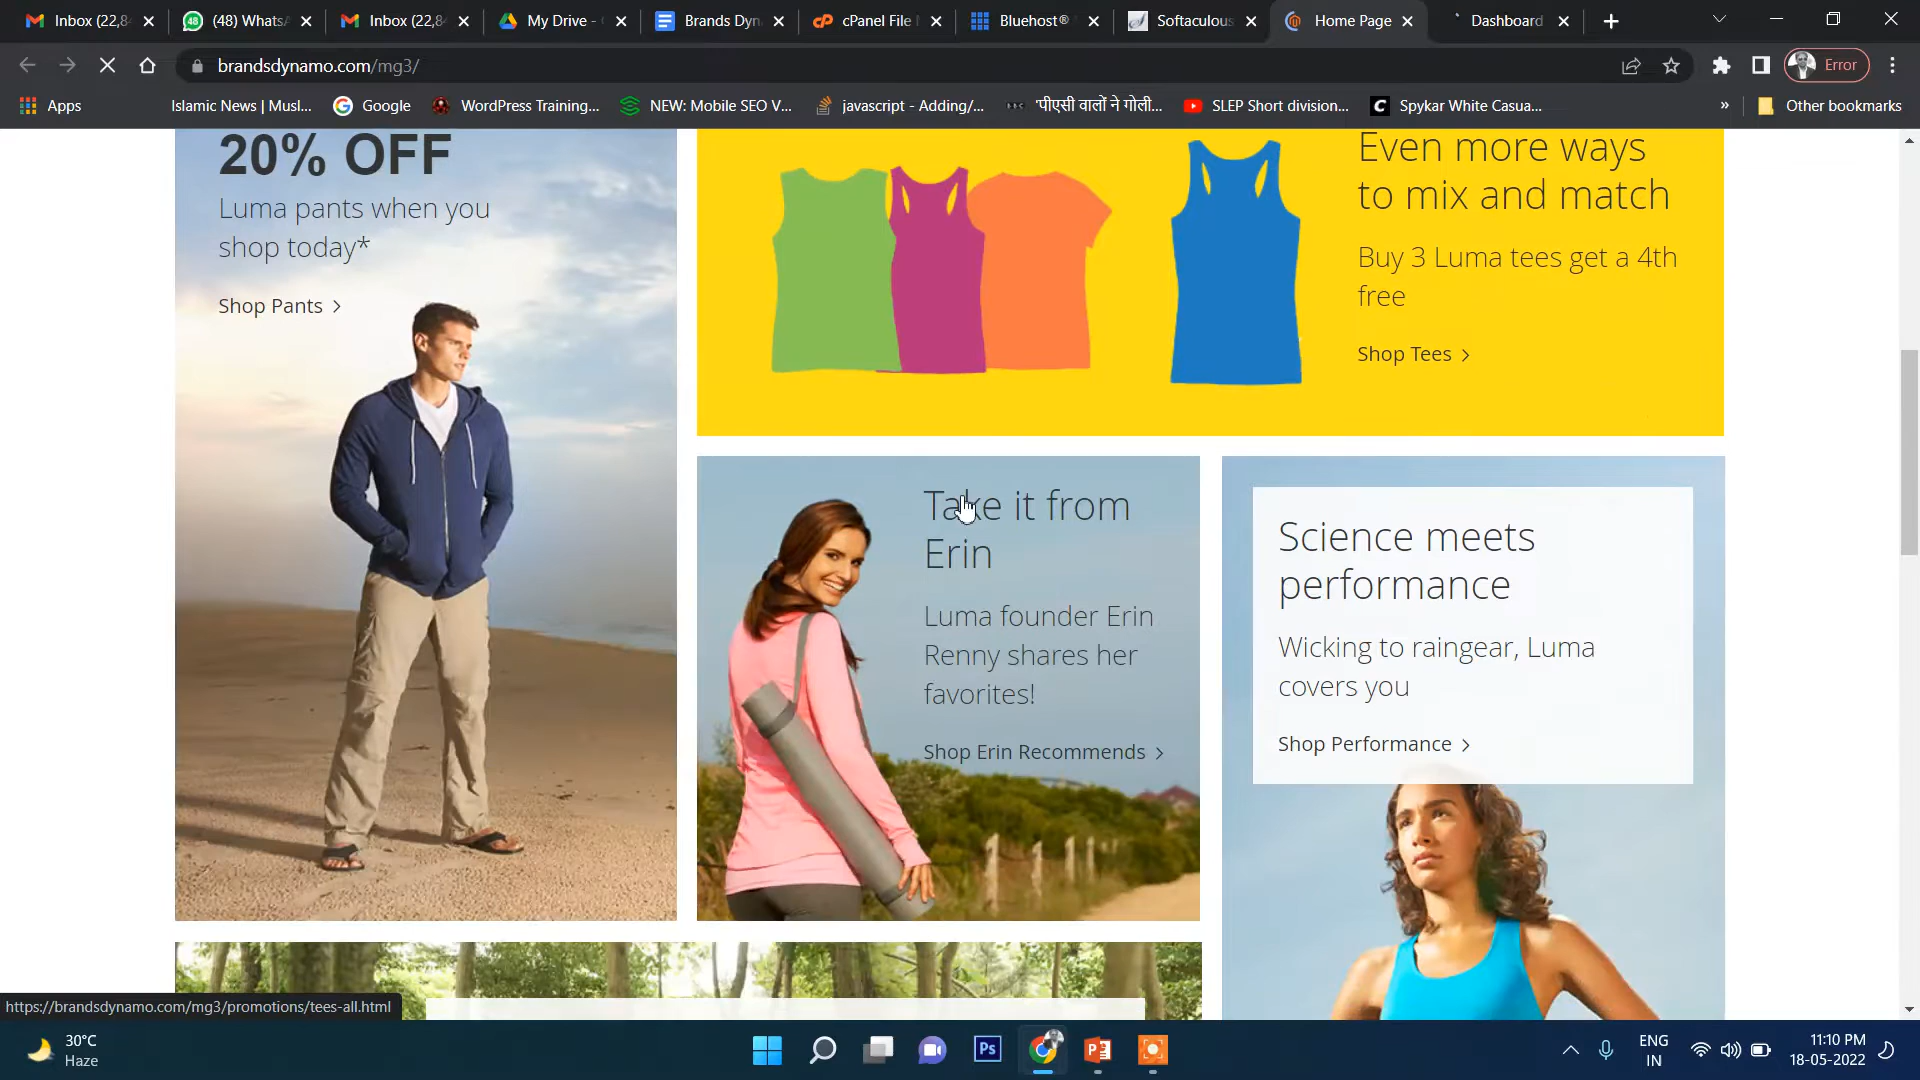 Inbox (22,8
(48) WhatsA
Inbox (22,8
My Drive -
Brands Dyn
cPanel File
Bluehost®
Softaculous
Home Page
Dashboard
brandsdynamo.com/mg3/
Error
Apps
Islamic News | Musl...
Google
WordPress Training...
NEW: Mobile SEO V...
javascript - Adding/...
'पीएसी वालों ने गोली...
SLEP Short division...
Spykar White Casua...
Other bookmarks
20% OFF
Luma pants when you
shop today*
Shop Pants
Even more ways
to mix and match
Buy 3 Luma tees get a 4th
free
Shop Tees
Take it from
Erin
Luma founder Erin
Renny shares her
favorites!
Shop Erin Recommends
Science meets
performance
Wicking to raingear, Luma
covers you
Shop Performance
https://brandsdynamo.com/mg3/promotions/tees-all.html
30°C
Haze
Ps
ENG
IN
11:10 PM
18-05-2022